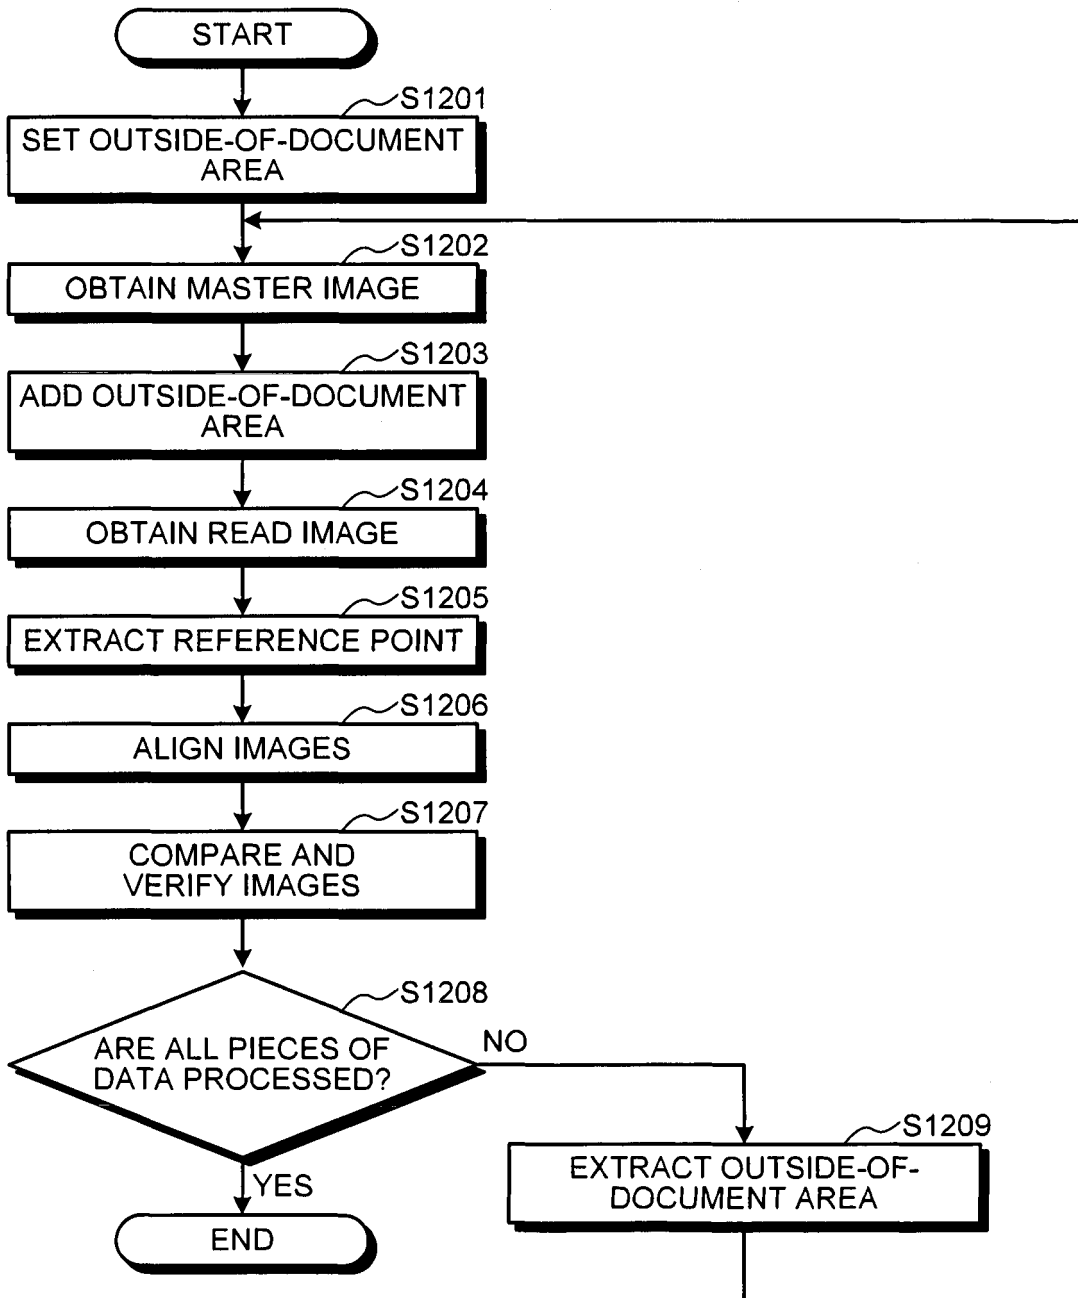 START
S1201
SET OUTSIDE-OF-DOCUMENT
AREA
S1202
OBTAIN MASTER IMAGE
S1203
ADD OUTSIDE-OF-DOCUMENT
AREA
S1204
OBTAIN READ IMAGE
S1205
EXTRACT REFERENCE POINT
S1206
ALIGN IMAGES
S1207
COMPARE AND
VERIFY IMAGES
S1208
ARE ALL PIECES OF
DATA PROCESSED?
NO
S1209
EXTRACT OUTSIDE-OF-
DOCUMENT AREA
YES
END